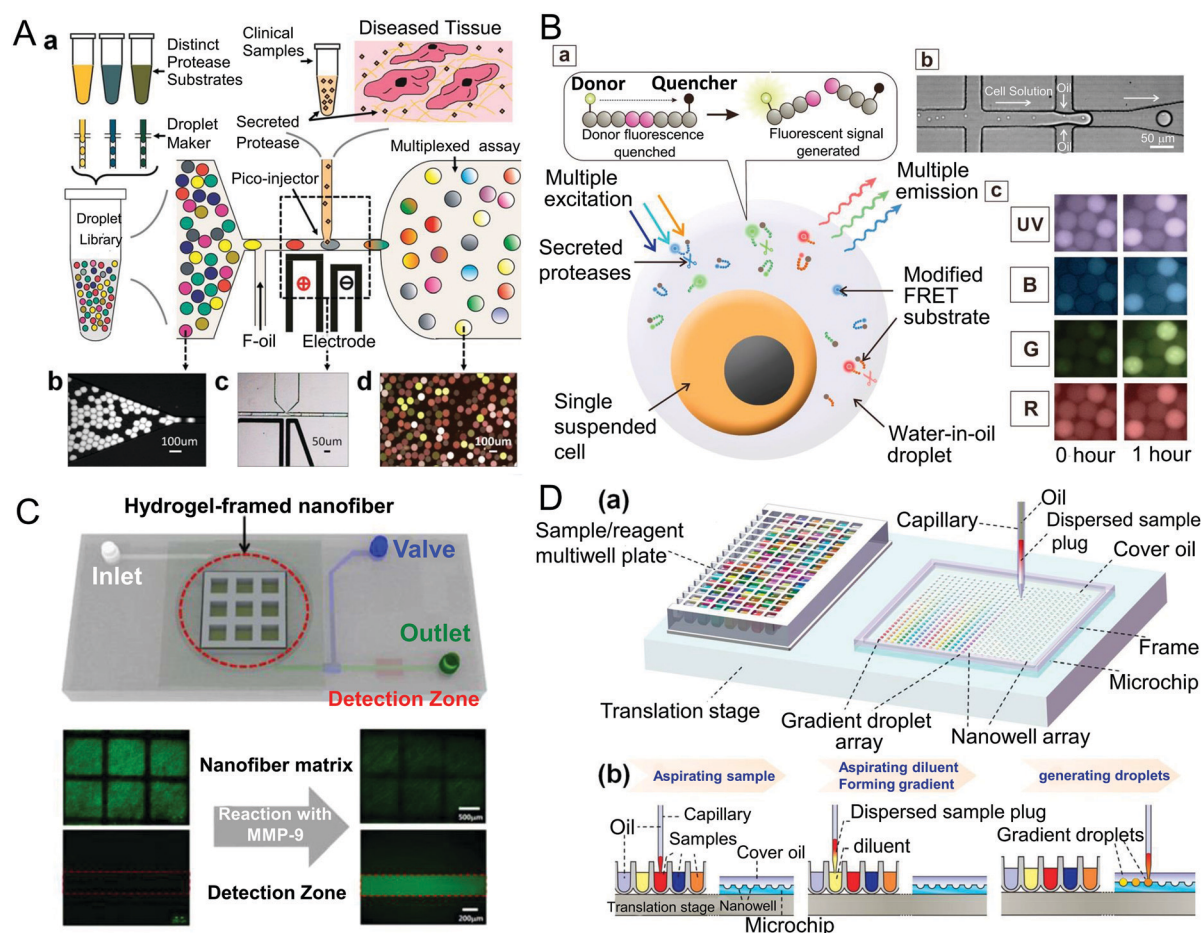 A
a
Distinct
Protease
Substrates
Droplet
Maker
Droplet
Library
Clinical
Samples
Diseased Tissue
Secreted
Protease
Pico-injector
Multiplexed assay
F-oil
Electrode
b
100um
c
50um
d
100um
B
a
Donor
Quencher
Donor fluorescence
quenched
Fluorescent signal
generated
Multiple
excitation
Multiple
emission
Secreted
proteases
Modified
FRET
substrate
Single
suspended
cell
Water-in-oil
droplet
b
Cell Solution
Oil
Oil
50 µm
c
UV
B
G
R
0 hour
1 hour
C
Hydrogel-framed nanofiber
Inlet
Valve
Outlet
Detection Zone
Nanofiber matrix
Reaction with
MMP-9
Detection Zone
500µm
200µm
D
(a)
Sample/reagent
multiwell plate
Capillary
Oil
Dispersed sample
plug
Cover oil
Frame
Microchip
Translation stage
Gradient droplet
array
Nanowell array
(b)
Aspirating sample
Aspirating diluent
Forming gradient
generating droplets
Oil
Capillary
Samples
Cover oil
Translation stage
Nanowell
Microchip
Dispersed sample plug
diluent
Gradient droplets